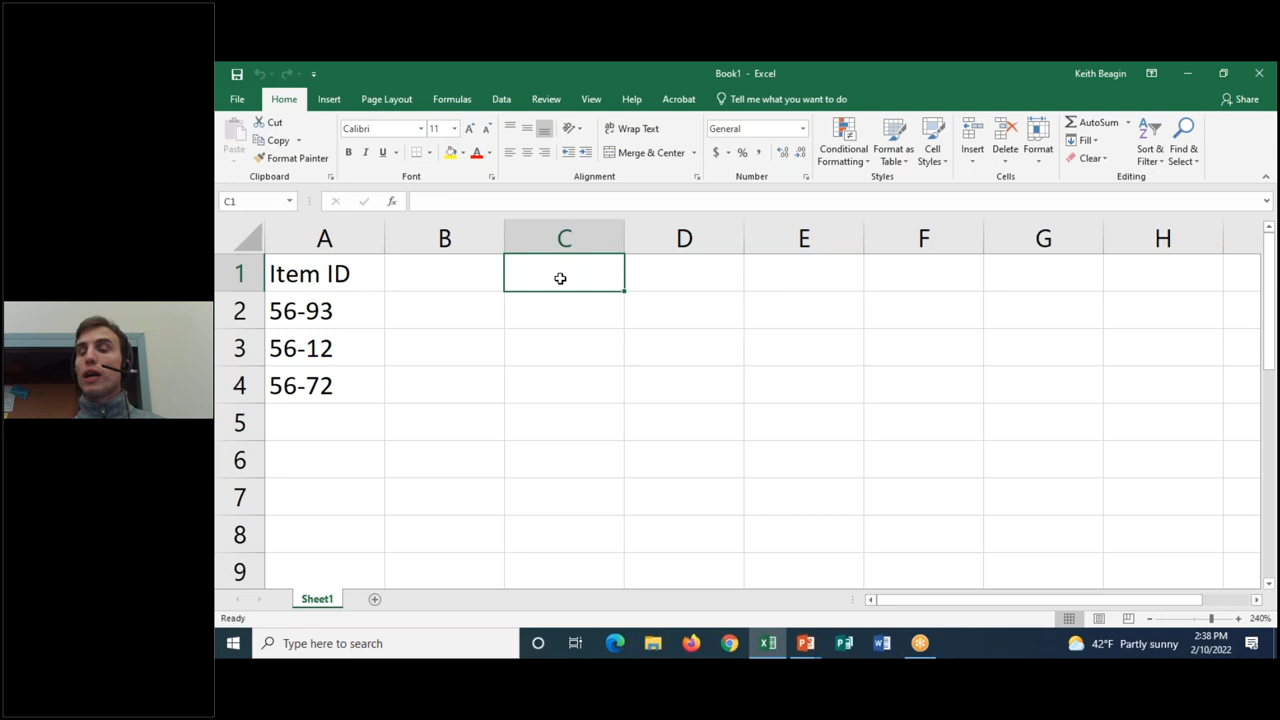 Book1 - Excel
Keith Beagin
File Home Insert Page Layout Formulas Data Review View Help Acrobat Tell me what you want to do Share
Paste
Cut
Copy
Format Painter
Clipboard
Calibri 11
B I U
Font
Wrap Text
Merge & Center
Alignment
General
$ % ,
Number
Conditional Formatting
Format as Table
Cell Styles
Styles
Insert Delete Format
Cells
AutoSum
Fill
Clear
Sort & Filter
Find & Select
Editing
C1 fx
A B C D E F G H
1 Item ID
2 56-93
3 56-12
4 56-72
5
6
7
8
9
Sheet1
Ready 240%
Type here to search 42°F Partly sunny 2:38 PM
2/10/2022